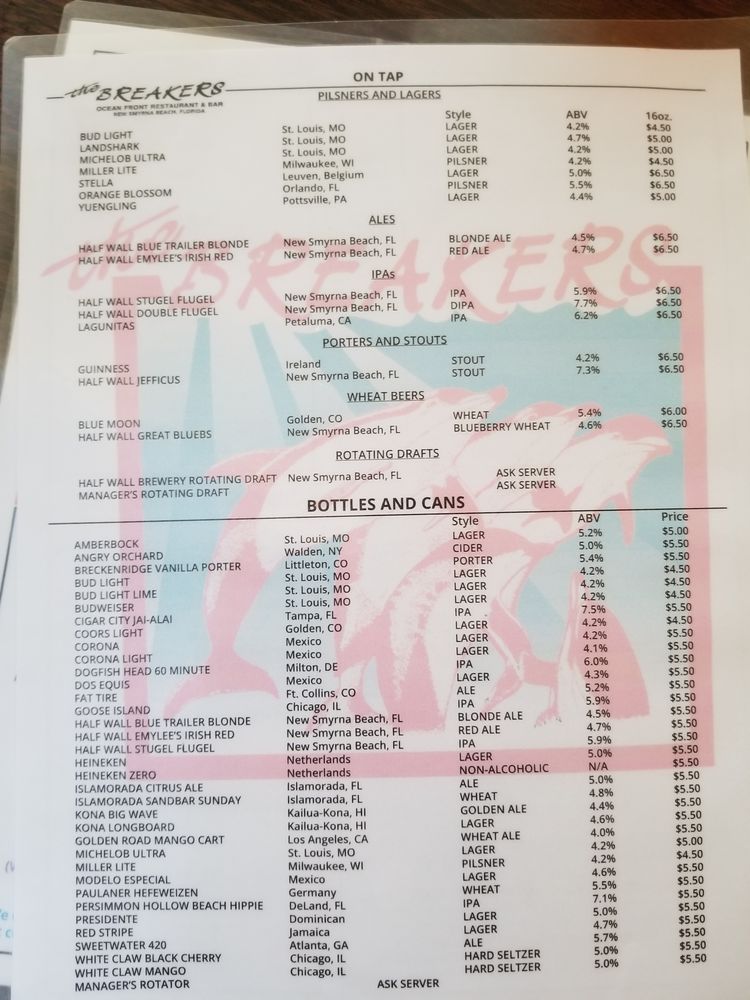 the BREAKERS
OCEAN FRONT RESTAURANT & BAR
NEW SMYRNA BEACH, FLORIDA
ON TAP
PILSNERS AND LAGERS
Style ABV 16oz.
BUD LIGHT St. Louis, MO LAGER 4.2% $4.50
LANDSHARK St. Louis, MO LAGER 4.7% $5.00
MICHELOB ULTRA St. Louis, MO LAGER 4.2% $5.00
MILLER LITE Milwaukee, WI PILSNER 4.2% $4.50
STELLA Leuven, Belgium LAGER 5.0% $6.50
ORANGE BLOSSOM Orlando, FL PILSNER 5.5% $6.50
YUENGLING Pottsville, PA LAGER 4.4% $5.00
the BREAKERS
ALES
HALF WALL BLUE TRAILER BLONDE New Smyrna Beach, FL BLONDE ALE 4.5% $6.50
HALF WALL EMYLEE'S IRISH RED New Smyrna Beach, FL RED ALE 4.7% $6.50
IPAs
HALF WALL STUGEL FLUGEL New Smyrna Beach, FL IPA 5.9% $6.50
HALF WALL DOUBLE FLUGEL New Smyrna Beach, FL DIPA 7.7% $6.50
LAGUNITAS Petaluma, CA IPA 6.2% $6.50
PORTERS AND STOUTS
GUINNESS Ireland STOUT 4.2% $6.50
HALF WALL JEFFICUS New Smyrna Beach, FL STOUT 7.3% $6.50
WHEAT BEERS
BLUE MOON Golden, CO WHEAT 5.4% $6.00
HALF WALL GREAT BLUEBS New Smyrna Beach, FL BLUEBERRY WHEAT 4.6% $6.50
ROTATING DRAFTS
HALF WALL BREWERY ROTATING DRAFT New Smyrna Beach, FL ASK SERVER
MANAGER'S ROTATING DRAFT ASK SERVER
BOTTLES AND CANS
Style ABV Price
AMBERBOCK St. Louis, MO LAGER 5.2% $5.00
ANGRY ORCHARD Walden, NY CIDER 5.0% $5.50
BRECKENRIDGE VANILLA PORTER Littleton, CO PORTER 5.4% $5.50
BUD LIGHT St. Louis, MO LAGER 4.2% $4.50
BUD LIGHT LIME St. Louis, MO LAGER 4.2% $4.50
BUDWEISER St. Louis, MO LAGER 4.2% $4.50
CIGAR CITY JAI-ALAI Tampa, FL IPA 7.5% $5.50
COORS LIGHT Golden, CO LAGER 4.2% $4.50
CORONA Mexico LAGER 4.2% $5.50
CORONA LIGHT Mexico LAGER 4.1% $5.50
DOGFISH HEAD 60 MINUTE Milton, DE IPA 6.0% $5.50
DOS EQUIS Mexico LAGER 4.3% $5.50
FAT TIRE Ft. Collins, CO ALE 5.2% $5.50
GOOSE ISLAND Chicago, IL IPA 5.9% $5.50
HALF WALL BLUE TRAILER BLONDE New Smyrna Beach, FL BLONDE ALE 4.5% $5.50
HALF WALL EMYLEE'S IRISH RED New Smyrna Beach, FL RED ALE 4.7% $5.50
HALF WALL STUGEL FLUGEL New Smyrna Beach, FL IPA 5.9% $5.50
HEINEKEN Netherlands LAGER 5.0% $5.50
HEINEKEN ZERO Netherlands NON-ALCOHOLIC N/A $5.50
ISLAMORADA CITRUS ALE Islamorada, FL ALE 5.0% $5.50
ISLAMORADA SANDBAR SUNDAY Islamorada, FL WHEAT 4.8% $5.50
KONA BIG WAVE Kailua-Kona, HI GOLDEN ALE 4.4% $5.50
KONA LONGBOARD Kailua-Kona, HI LAGER 4.6% $5.50
GOLDEN ROAD MANGO CART Los Angeles, CA WHEAT ALE 4.0% $5.50
MICHELOB ULTRA St. Louis, MO LAGER 4.2% $5.00
MILLER LITE Milwaukee, WI PILSNER 4.2% $4.50
MODELO ESPECIAL Mexico LAGER 4.6% $5.50
PAULANER HEFEWEIZEN Germany WHEAT 5.5% $5.50
PERSIMMON HOLLOW BEACH HIPPIE DeLand, FL IPA 7.1% $5.50
PRESIDENTE Dominican LAGER 5.0% $5.50
RED STRIPE Jamaica LAGER 4.7% $5.50
SWEETWATER 420 Atlanta, GA ALE 5.7% $5.50
WHITE CLAW BLACK CHERRY Chicago, IL HARD SELTZER 5.0% $5.50
WHITE CLAW MANGO Chicago, IL HARD SELTZER 5.0% $5.50
MANAGER'S ROTATOR ASK SERVER